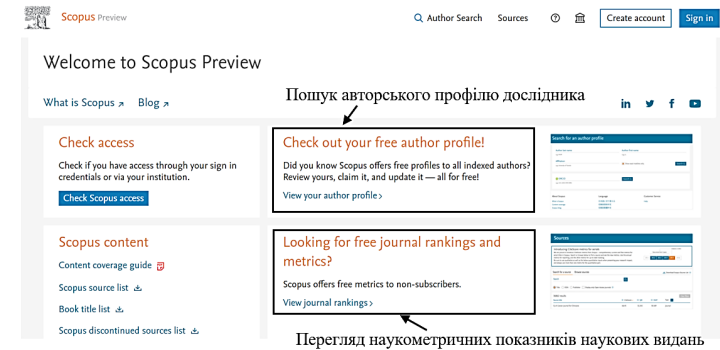 Scopus Preview
Author Search Sources Create account Sign in
Welcome to Scopus Preview
What is Scopus Blog
Пошук авторського профілю дослідника
Check access
Check if you have access through your sign in
credentials or via your institution.
Check Scopus access
Check out your free author profile!
Did you know Scopus offers free profiles to all indexed authors?
Review yours, claim it, and update it — all for free!
View your author profile
Search for an author profile
Scopus content
Content coverage guide
Scopus source list
Book title list
Scopus discontinued sources list
Looking for free journal rankings and
metrics?
Scopus offers free metrics to non-subscribers.
View journal rankings
Sources
Перегляд наукометричних показників наукових видань